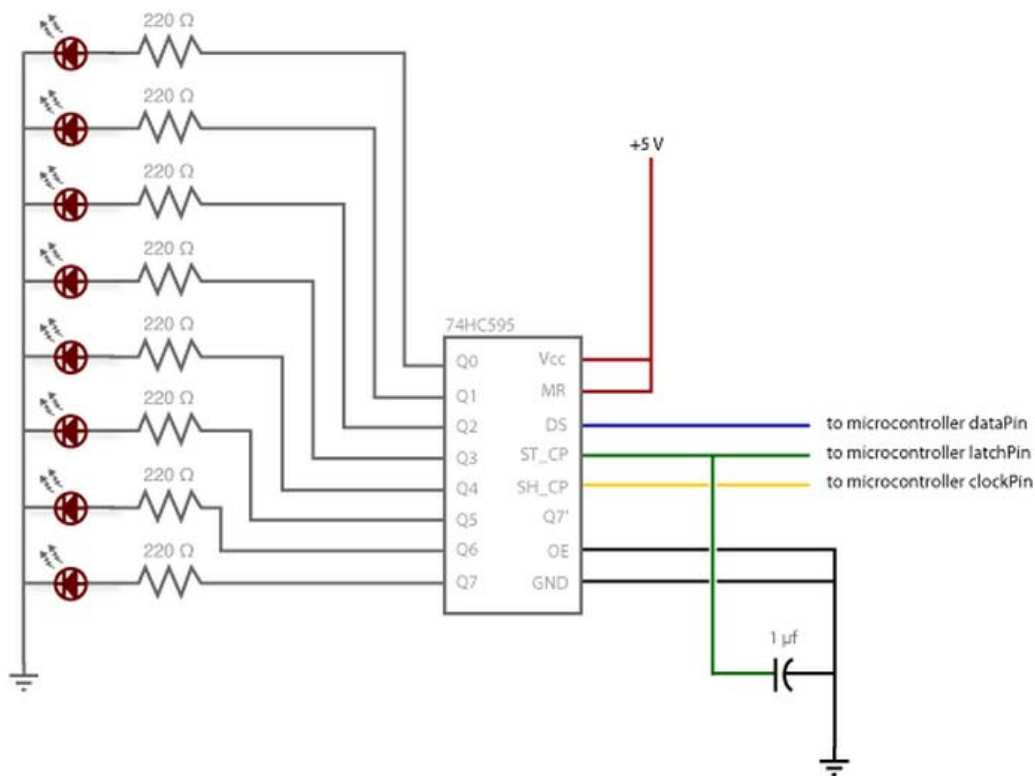 220 Ω
220 Ω
220 Ω
220 Ω
220 Ω
220 Ω
220 Ω
220 Ω
+5 V
74HC595
Q0 Vcc
Q1 MR
Q2 DS to microcontroller dataPin
Q3 ST_CP to microcontroller latchPin
Q4 SH_CP to microcontroller clockPin
Q5 Q7'
Q6 OE
Q7 GND
1 µf